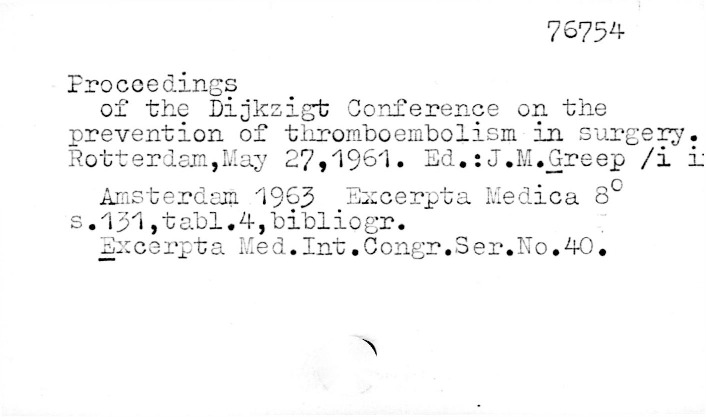 76754
Proceedings
of the Dijkzigt Conference on the
prevention of thromboembolism in surgery.
Rotterdam,May 27,1961. Ed.:J.M.Greep /i i
Amsterdam 1963 Excerpta Medica 8°
s.131,tabl.4,bibliogr.
Excerpta Med.Int.Congr.Ser.No.40.